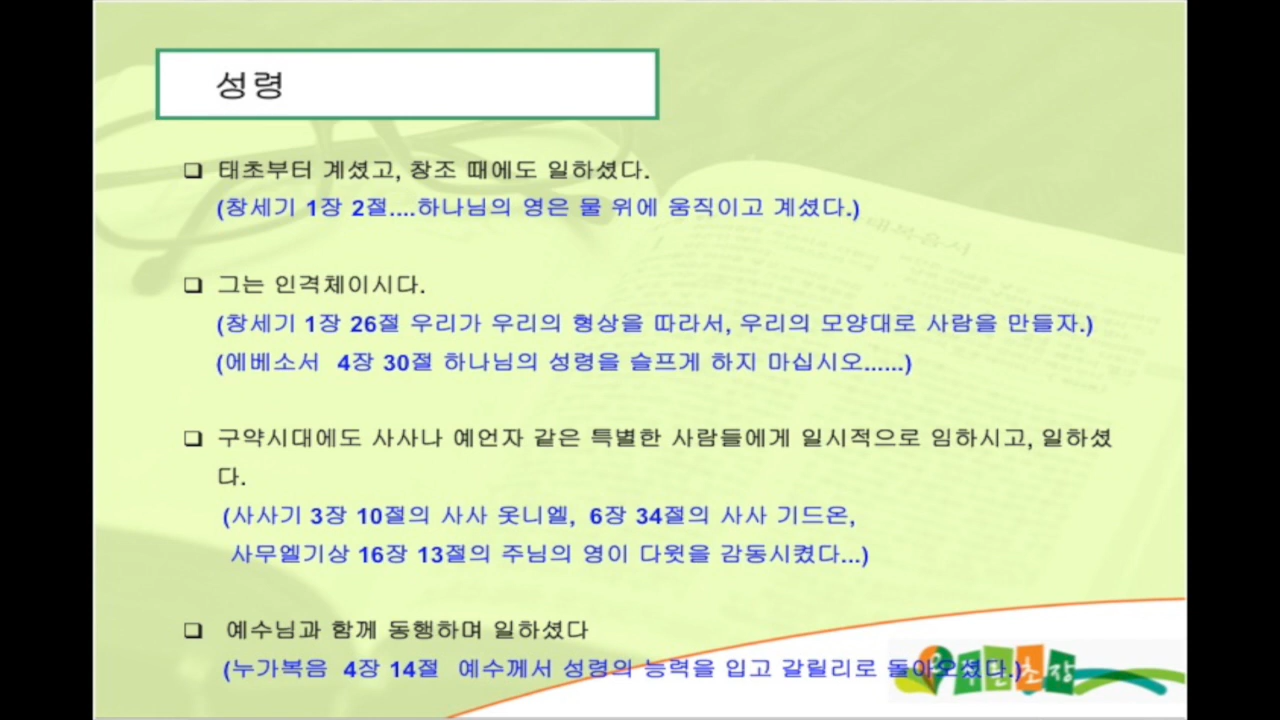 성령
❑ 태초부터 계셨고, 창조 때에도 일하셨다.
(창세기 1장 2절....하나님의 영은 물 위에 움직이고 계셨다.)
❑ 그는 인격체이시다.
(창세기 1장 26절 우리가 우리의 형상을 따라서, 우리의 모양대로 사람을 만들자.)
(에베소서 4장 30절 하나님의 성령을 슬프게 하지 마십시오......)
❑ 구약시대에도 사사나 예언자 같은 특별한 사람들에게 일시적으로 임하시고, 일하셨
다.
(사사기 3장 10절의 사사 옷니엘, 6장 34절의 사사 기드온,
사무엘기상 16장 13절의 주님의 영이 다윗을 감동시켰다...)
❑ 예수님과 함께 동행하며 일하셨다
(누가복음 4장 14절 예수께서 성령의 능력을 입고 갈릴리로 돌아오셨다.)